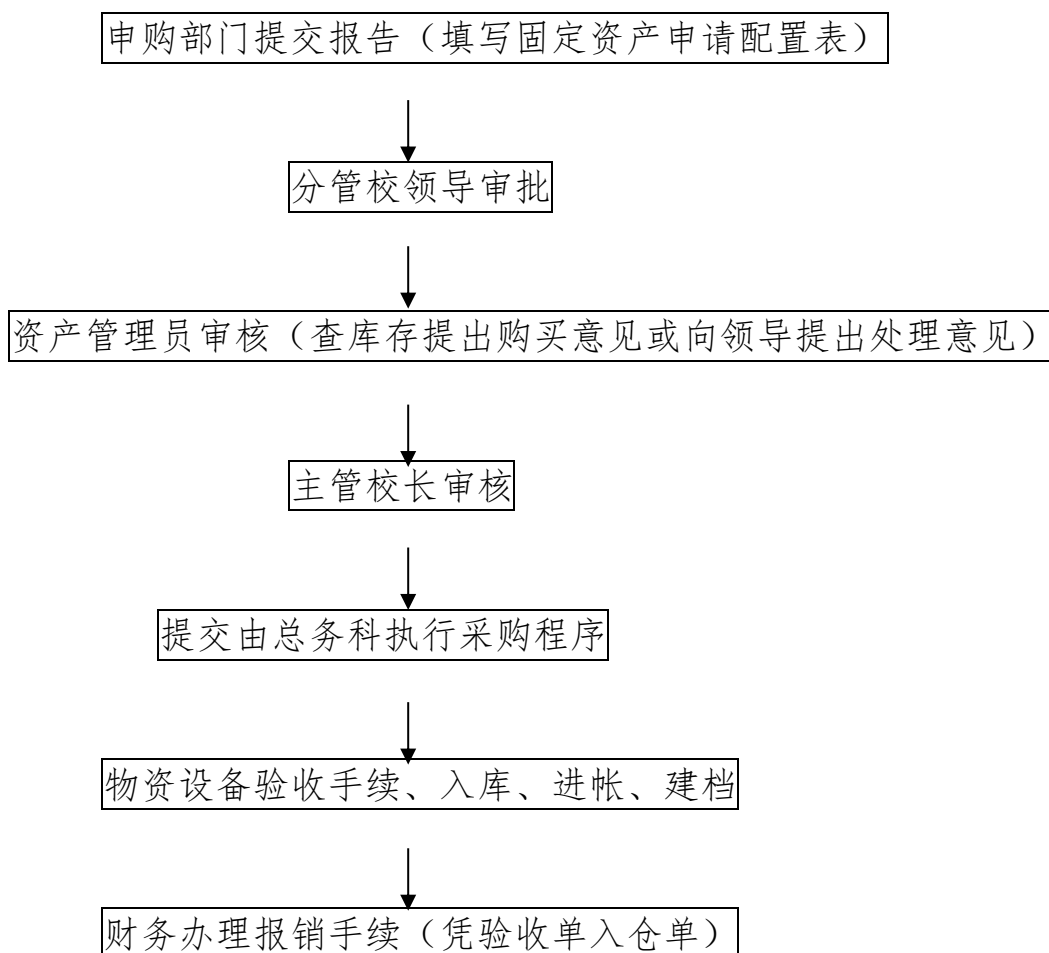 申购部门提交报告（填写固定资产申请配置表）
分管校领导审批
资产管理员审核（查库存提出购买意见或向领导提出处理意见）
主管校长审核
提交由总务科执行采购程序
物资设备验收手续、入库、进帐、建档
财务办理报销手续（凭验收单入仓单）